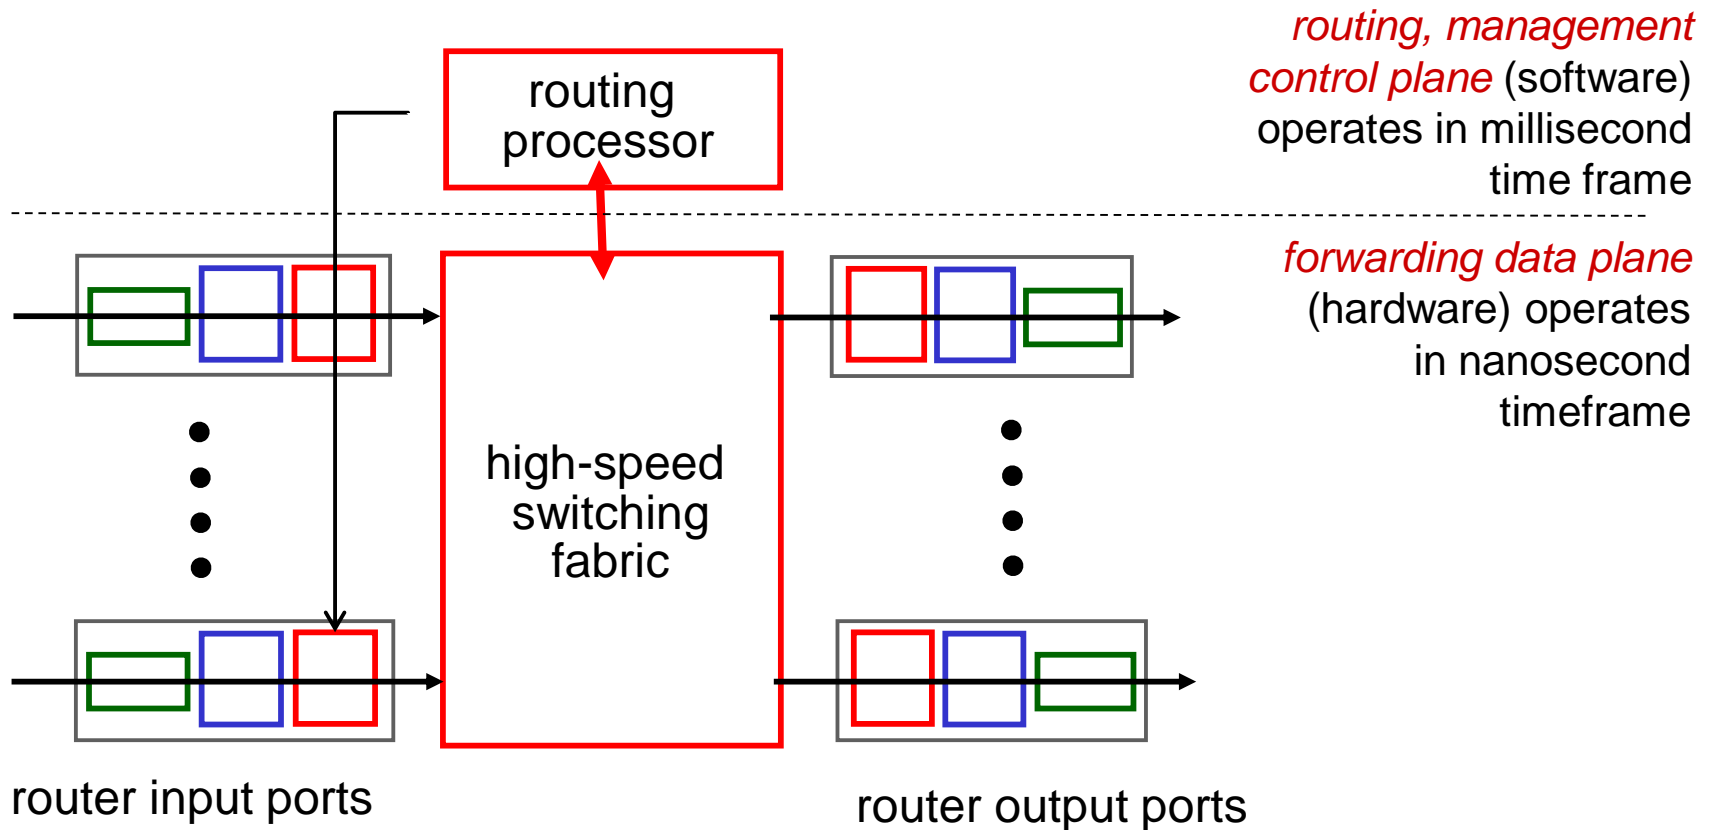 routing, management
control plane (software)
operates in millisecond
time frame
routing
processor
forwarding data plane
(hardware) operates
in nanosecond
timeframe
high-speed
switching
fabric
router input ports
router output ports